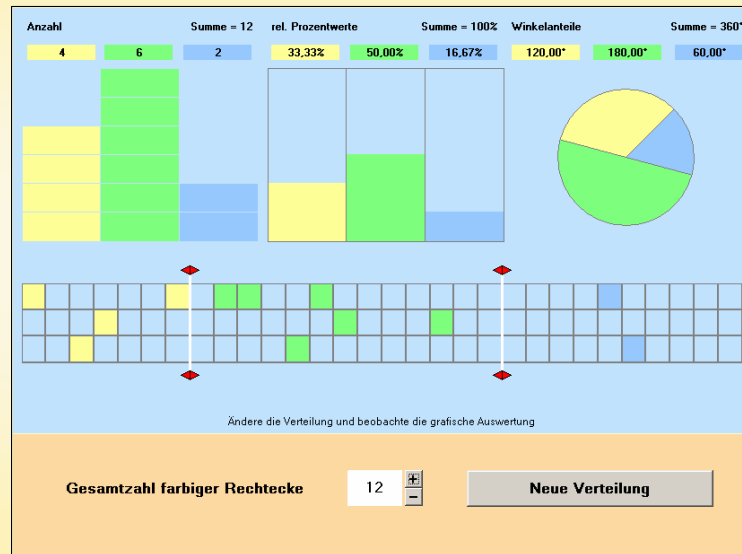 Anzahl Summe = 12 rel. Prozentwerte Summe = 100% Winkelanteile Summe = 360°
4 6 2 33,33% 50,00% 16,67% 120,00° 180,00° 60,00°
Ändere die Verteilung und beobachte die grafische Auswertung
Gesamtzahl farbiger Rechtecke 12 + − Neue Verteilung